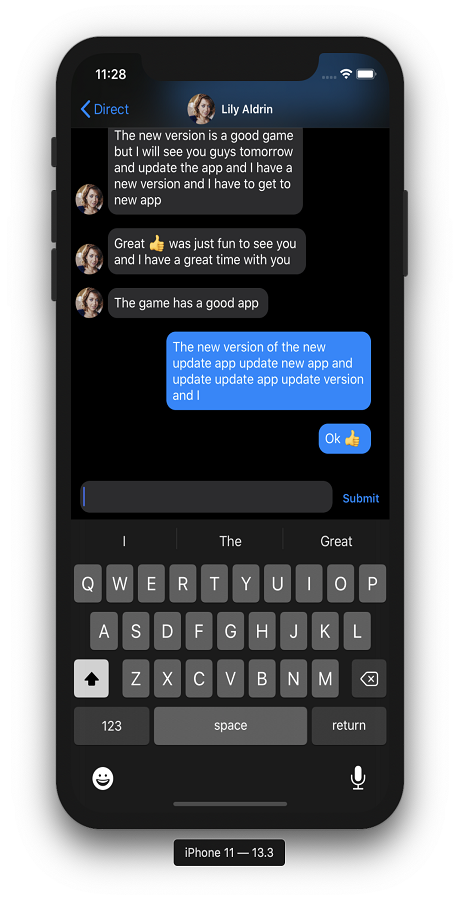 11:28
Direct
Lily Aldrin
The new version is a good game
but I will see you guys tomorrow
and update the app and I have a
new version and I have to get to
new app
Great 👍 was just fun to see you
and I have a great time with you
The game has a good app
The new version of the new
update app update new app and
update update app update version
and I
Ok 👍
Submit
I The Great
Q W E R T Y U I O P
A S D F G H J K L
Z X C V B N M
123 space return
iPhone 11 — 13.3